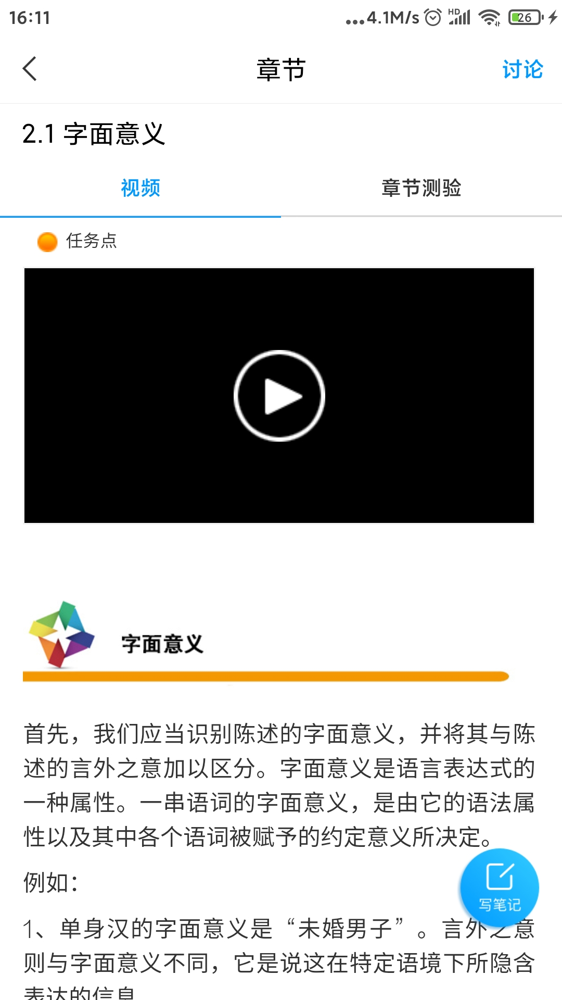 16:11
...4.1M/s HD 26
章节
讨论
2.1 字面意义
视频
章节测验
任务点
字面意义
首先，我们应当识别陈述的字面意义，并将其与陈
述的言外之意加以区分。字面意义是语言表达式的
一种属性。一串语词的字面意义，是由它的语法属
性以及其中各个语词被赋予的约定意义所决定。
例如：
写笔记
1、单身汉的字面意义是“未婚男子”。言外之意
则与字面意义不同，它是说这在特定语境下所隐含
表达的信息